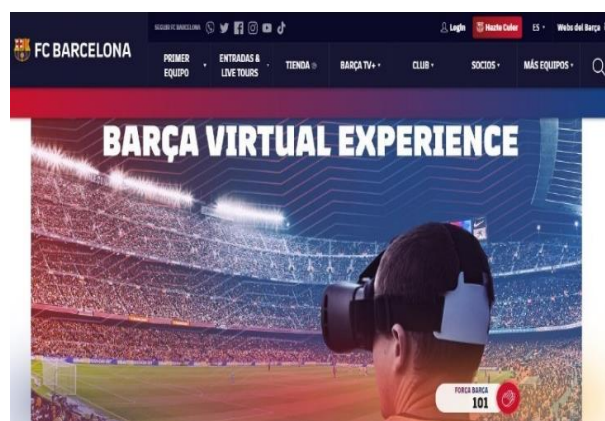 SEGUIR FC BARCELONA
Login
Hazte Culer
ES
Webs del Barça
FC BARCELONA
PRIMER EQUIPO
ENTRADAS & LIVE TOURS
TIENDA
BARÇA TV+
CLUB
SOCIOS
MÁS EQUIPOS
BARÇA VIRTUAL EXPERIENCE
FORÇA BARÇA
101